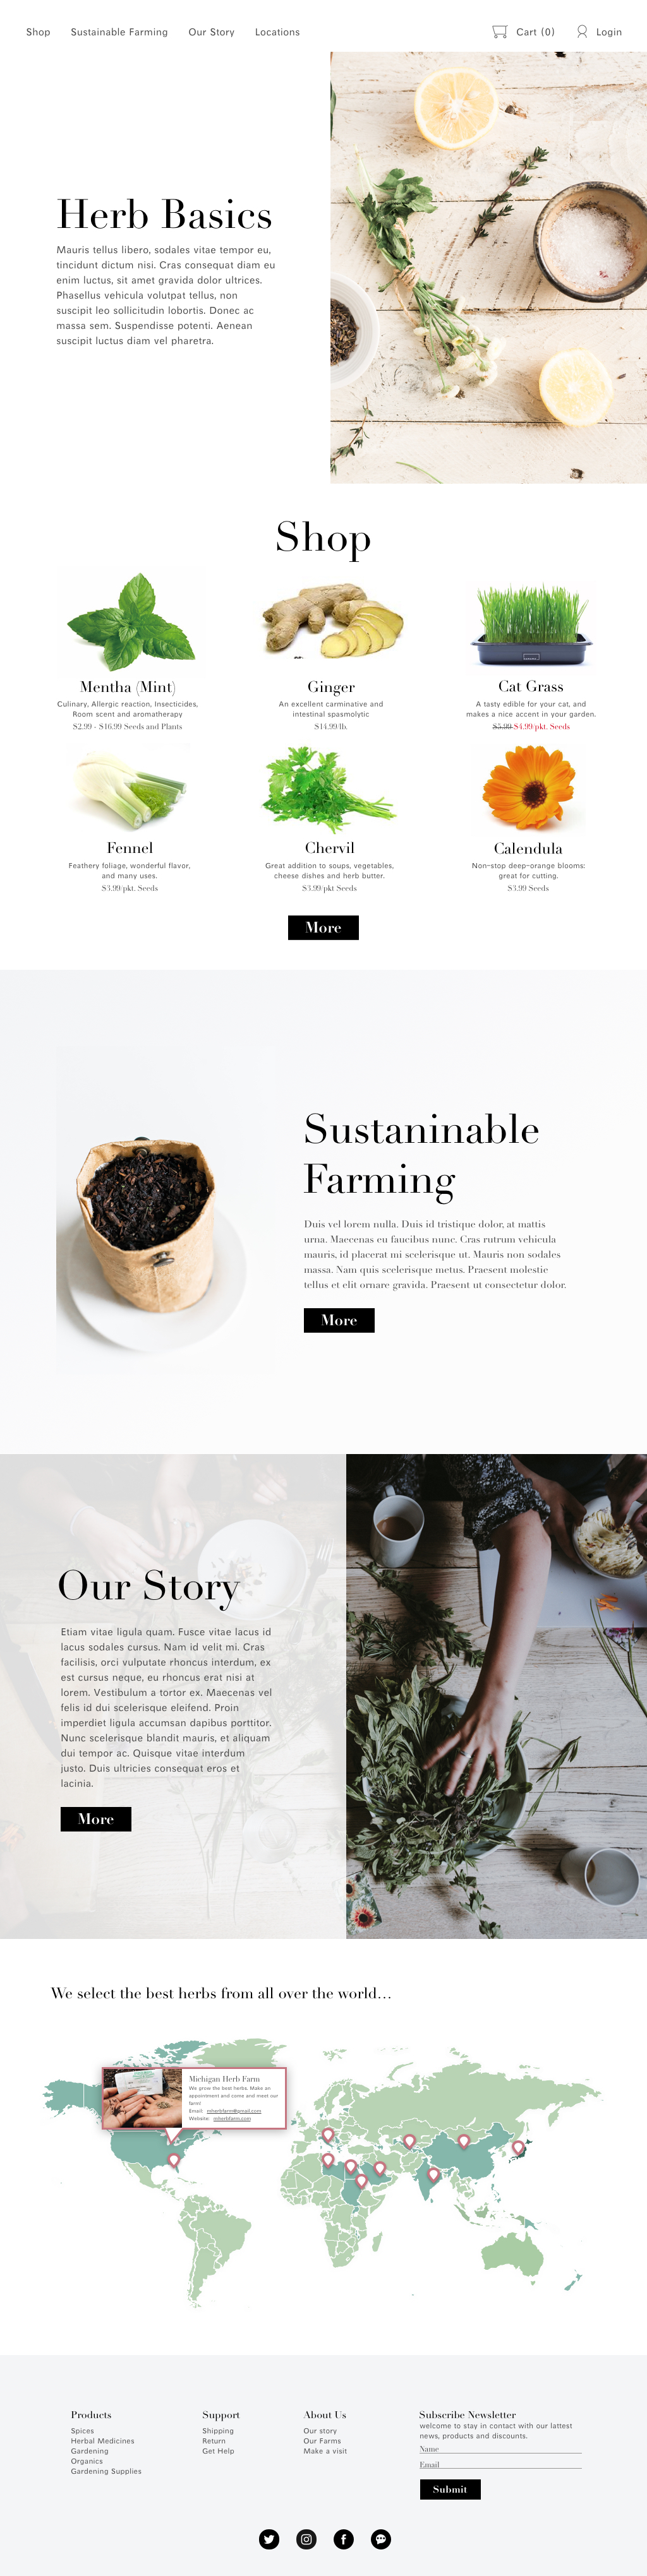 Shop Sustainable Farming Our Story Locations Cart (0) Login
Herb Basics
Mauris tellus libero, sodales vitae tempor eu,
tincidunt dictum nisi. Cras consequat diam eu
enim luctus, sit amet gravida dolor ultrices.
Phasellus vehicula volutpat tellus, non
suscipit leo sollicitudin lobortis. Donec ac
massa sem. Suspendisse potenti. Aenean
suscipit luctus diam vel pharetra.
Shop
Mentha (Mint)
Culinary, Allergic reaction, Insecticides,
Room scent and aromatherapy
$2.99 - $16.99 Seeds and Plants
Ginger
An excellent carminative and
intestinal spasmolytic
$14.99/lb.
Cat Grass
A tasty edible for your cat, and
makes a nice accent in your garden.
$5.99 $4.99/pkt. Seeds
Fennel
Feathery foliage, wonderful flavor,
and many uses.
$3.99/pkt. Seeds
Chervil
Great addition to soups, vegetables,
cheese dishes and herb butter.
$3.99/pkt Seeds
Calendula
Non-stop deep-orange blooms:
great for cutting.
$3.99 Seeds
More
Sustaninable
Farming
Duis vel lorem nulla. Duis id tristique dolor, at mattis
urna. Maecenas eu faucibus nunc. Cras rutrum vehicula
mauris, id placerat mi scelerisque ut. Mauris non sodales
massa. Nam quis scelerisque metus. Praesent molestie
tellus et elit ornare gravida. Praesent ut consectetur dolor.
More
Our Story
Etiam vitae ligula quam. Fusce vitae lacus id
lacus sodales cursus. Nam id velit mi. Cras
facilisis, orci vulputate rhoncus interdum, ex
est cursus neque, eu rhoncus erat nisi at
lorem. Vestibulum a tortor ex. Maecenas vel
felis id dui scelerisque eleifend. Proin
imperdiet ligula accumsan dapibus porttitor.
Nunc scelerisque blandit mauris, et aliquam
dui tempor ac. Quisque vitae interdum
justo. Duis ultricies consequat eros et
lacinia.
More
We select the best herbs from all over the world...
Michigan Herb Farm
We grow the best herbs. Make an
appointment and come and meet our
farm!
Email: mherbfarm@gmail.com
Website: mherbfarm.com
Products
Spices
Herbal Medicines
Gardening
Organics
Gardening Supplies
Support
Shipping
Return
Get Help
About Us
Our story
Our Farms
Make a visit
Subscribe Newsletter
welcome to stay in contact with our lattest
news, products and discounts.
Name
Email
Submit